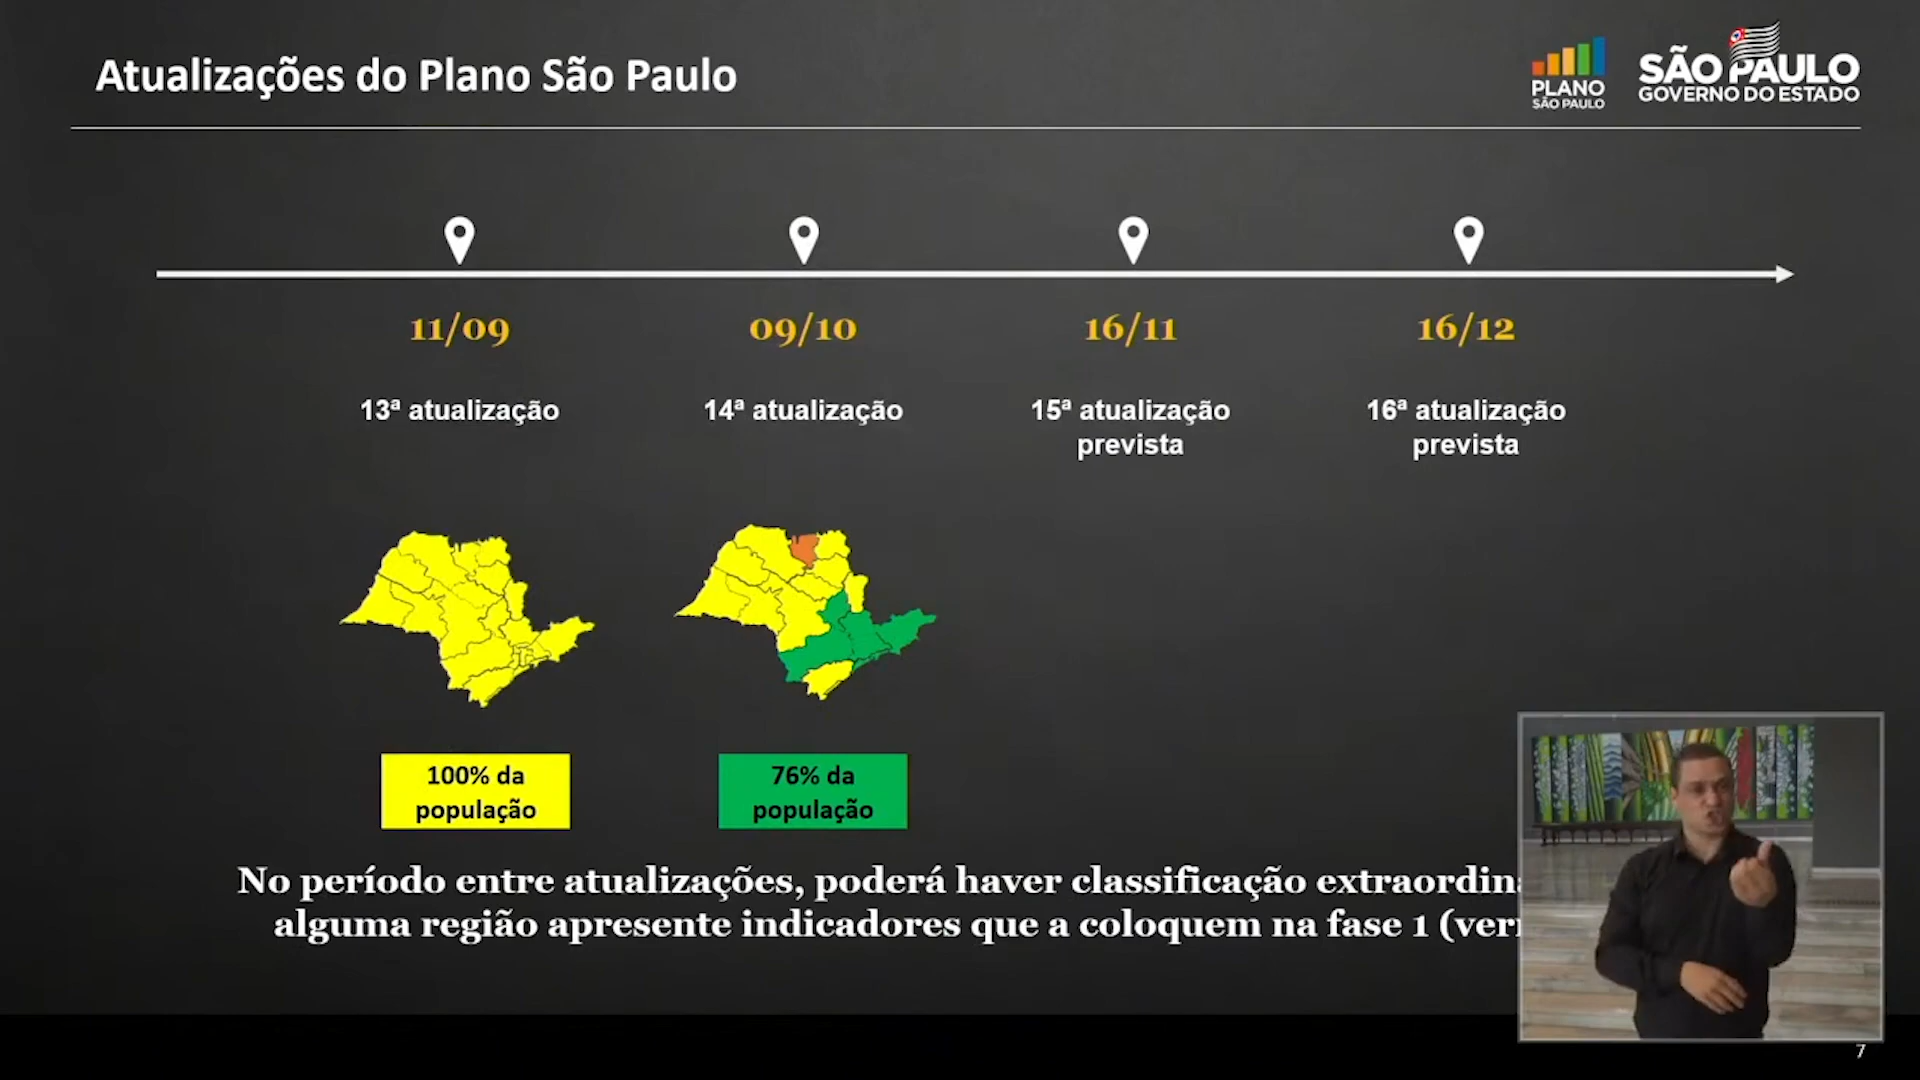 Atualizações do Plano São Paulo
PLANO
SÃO PAULO
SÃO PAULO
GOVERNO DO ESTADO
11/09
09/10
16/11
16/12
13ª atualização
14ª atualização
15ª atualização
prevista
16ª atualização
prevista
100% da
população
76% da
população
No período entre atualizações, poderá haver classificação
alguma região apresente indicadores que a coloquem na fase 1
7